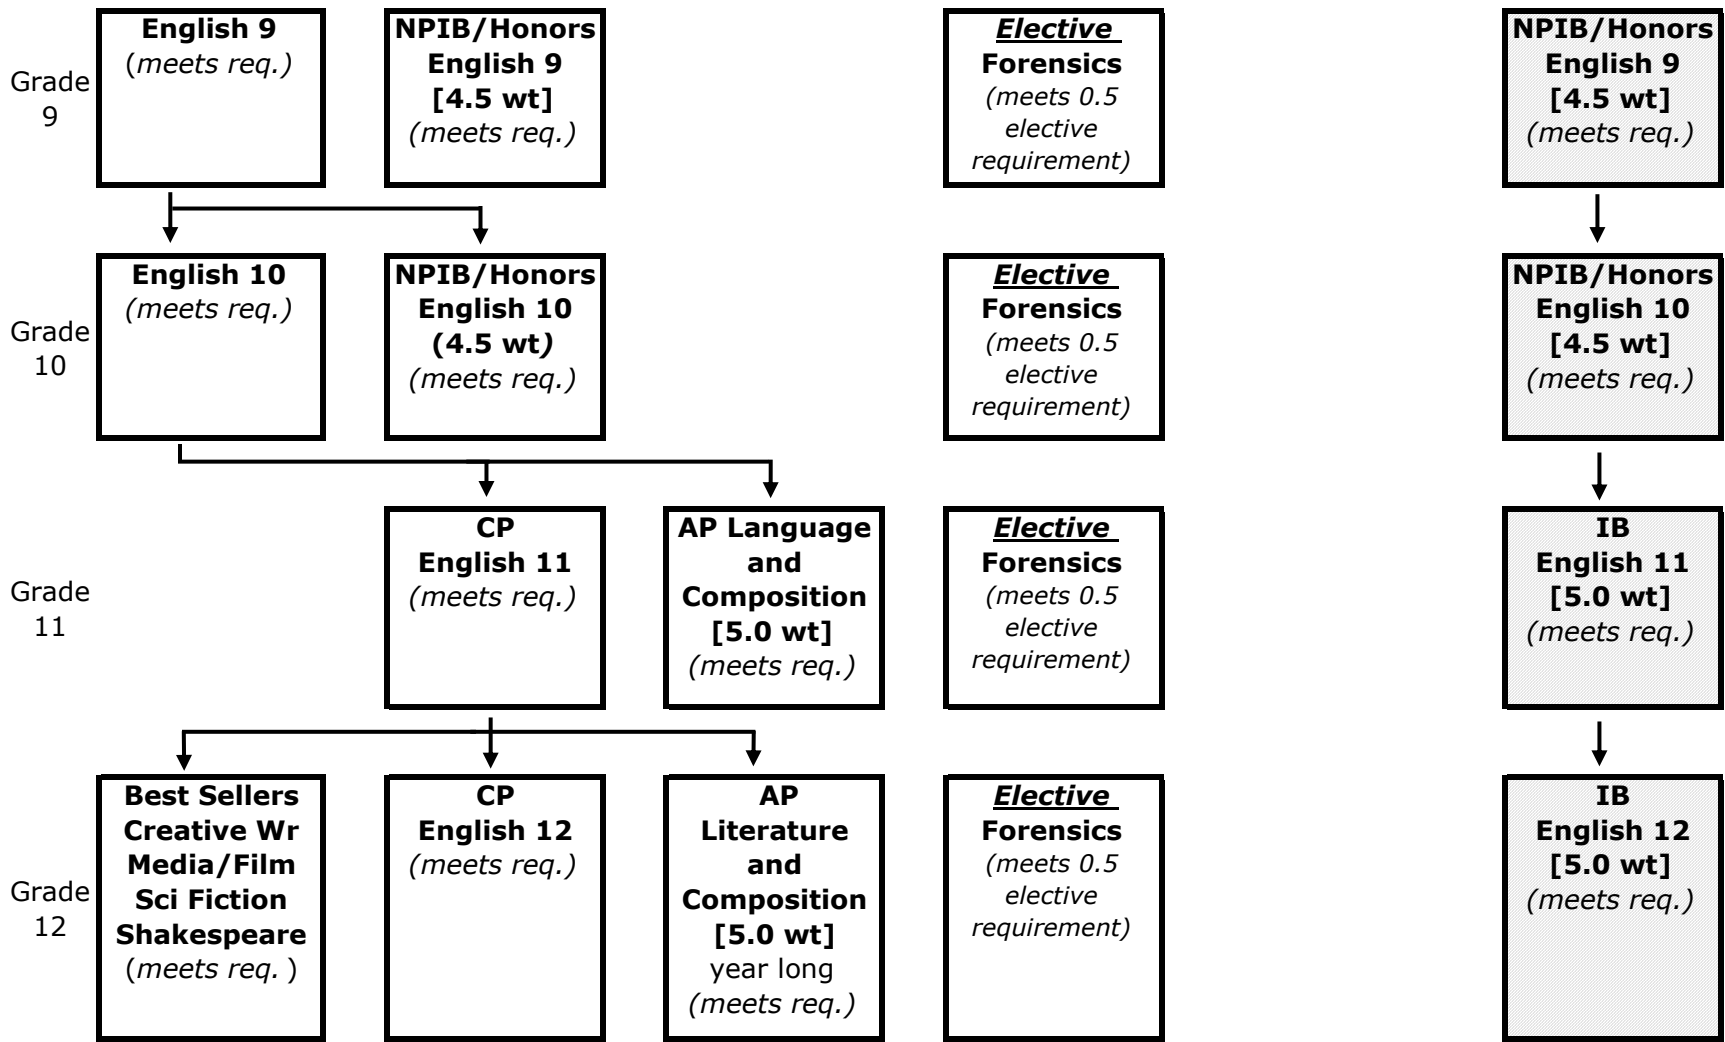 Grade
9
English 9
(meets req.)
NPIB/Honors
English 9
[4.5 wt]
(meets req.)
Elective
Forensics
(meets 0.5
elective
requirement)
NPIB/Honors
English 9
[4.5 wt]
(meets req.)
Grade
10
English 10
(meets req.)
NPIB/Honors
English 10
(4.5 wt)
(meets req.)
Elective
Forensics
(meets 0.5
elective
requirement)
NPIB/Honors
English 10
[4.5 wt]
(meets req.)
Grade
11
CP
English 11
(meets req.)
AP Language
and
Composition
[5.0 wt]
(meets req.)
Elective
Forensics
(meets 0.5
elective
requirement)
IB
English 11
[5.0 wt]
(meets req.)
Grade
12
Best Sellers
Creative Wr
Media/Film
Sci Fiction
Shakespeare
(meets req. )
CP
English 12
(meets req.)
AP
Literature
and
Composition
[5.0 wt]
year long
(meets req.)
Elective
Forensics
(meets 0.5
elective
requirement)
IB
English 12
[5.0 wt]
(meets req.)